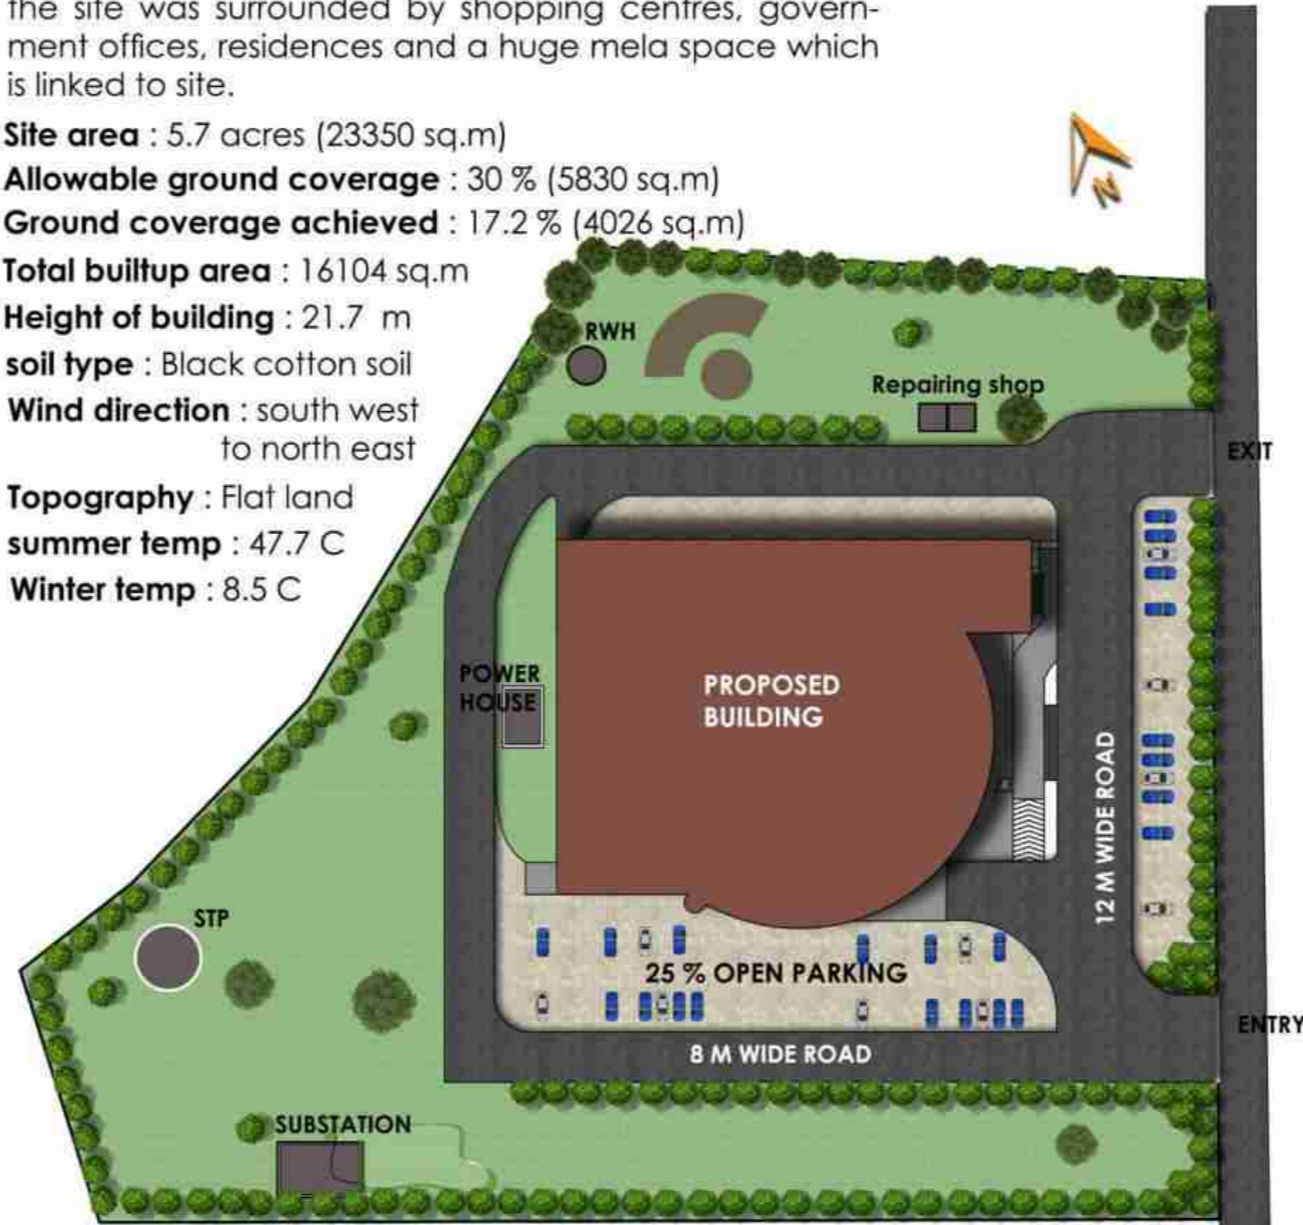 the site was surrounded by shopping centres, govern-
ment offices, residences and a huge mela space which
is linked to site.
Site area : 5.7 acres (23350 sq.m)
Allowable ground coverage : 30 % (5830 sq.m)
Ground coverage achieved : 17.2 % (4026 sq.m)
Total builtup area : 16104 sq.m
Height of building : 21.7 m
soil type : Black cotton soil
Wind direction : south west
to north east
Topography : Flat land
summer temp : 47.7 C
Winter temp : 8.5 C
N
RWH
Repairing shop
EXIT
POWER
HOUSE
PROPOSED
BUILDING
12 M WIDE ROAD
STP
25 % OPEN PARKING
ENTRY
8 M WIDE ROAD
SUBSTATION